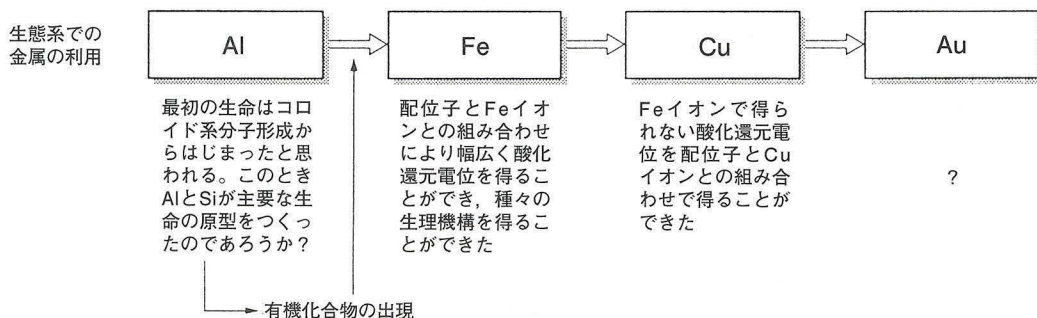 生態系での
金属の利用
Al
Fe
Cu
Au
最初の生命はコロ
イド系分子形成か
らはじまったと思
われる。このとき
AlとSiが主要な生
命の原型をつくっ
たのであろうか？
配位子とFeイオ
ンとの組み合わせ
により幅広く酸化
還元電位を得るこ
とができ，種々の
生理機構を得るこ
とができた
Feイオンで得ら
れない酸化還元電
位を配位子とCu
イオンとの組み合
わせで得ることが
できた
?
有機化合物の出現